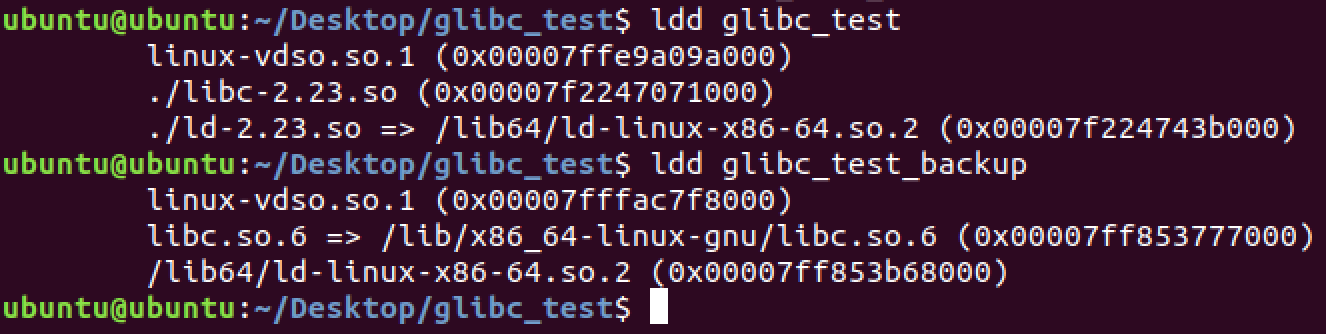 ubuntu@ubuntu:~/Desktop/glibc_test$ ldd glibc_test
linux-vdso.so.1 (0x00007ffe9a09a000)
./libc-2.23.so (0x00007f2247071000)
./ld-2.23.so => /lib64/ld-linux-x86-64.so.2 (0x00007f224743b000)
ubuntu@ubuntu:~/Desktop/glibc_test$ ldd glibc_test_backup
linux-vdso.so.1 (0x00007fffac7f8000)
libc.so.6 => /lib/x86_64-linux-gnu/libc.so.6 (0x00007ff853777000)
/lib64/ld-linux-x86-64.so.2 (0x00007ff853b68000)
ubuntu@ubuntu:~/Desktop/glibc_test$